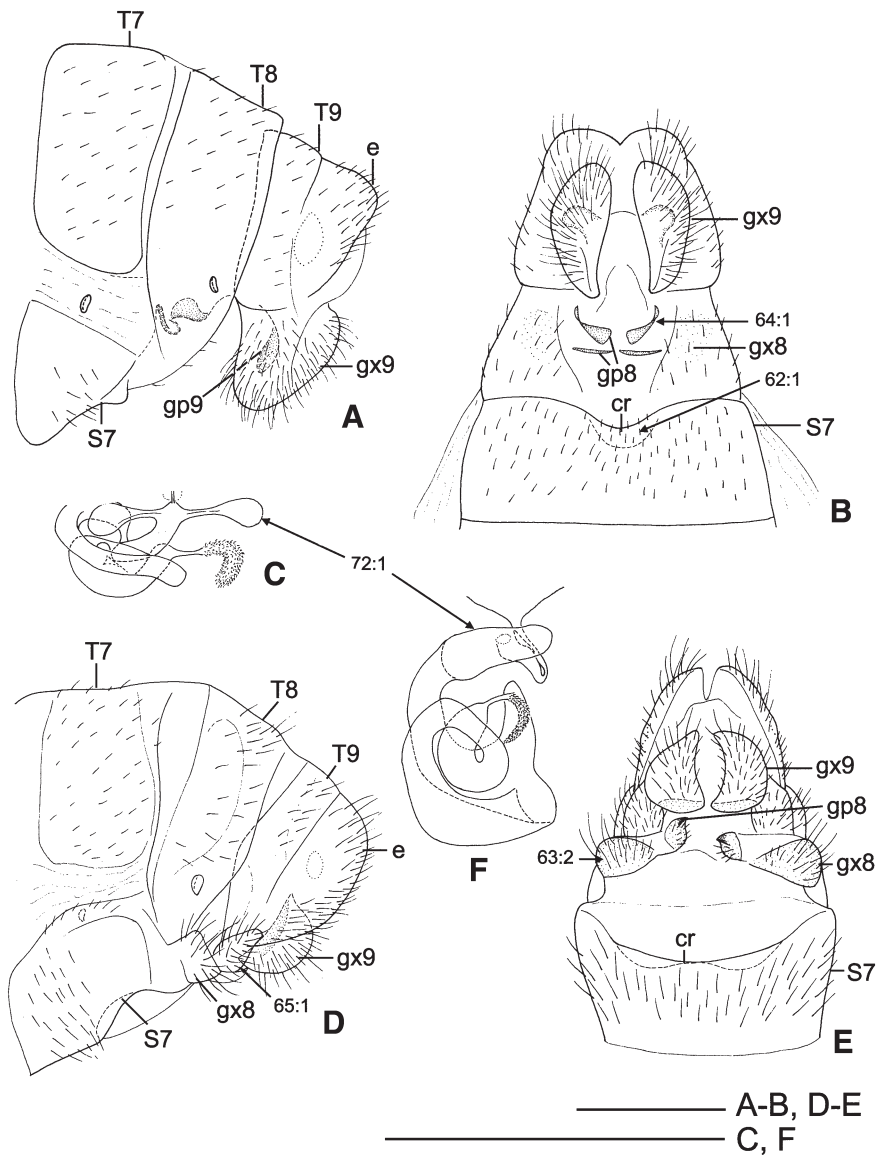 T7
T8
T9
e
gp9
gx9
S7
A
gx9
64:1
gx8
gp8
62:1
cr
S7
B
C
72:1
T7
T8
T9
e
gx9
65:1
gx8
S7
D
F
gx9
gp8
63:2
gx8
cr
S7
E
A-B, D-E
C, F